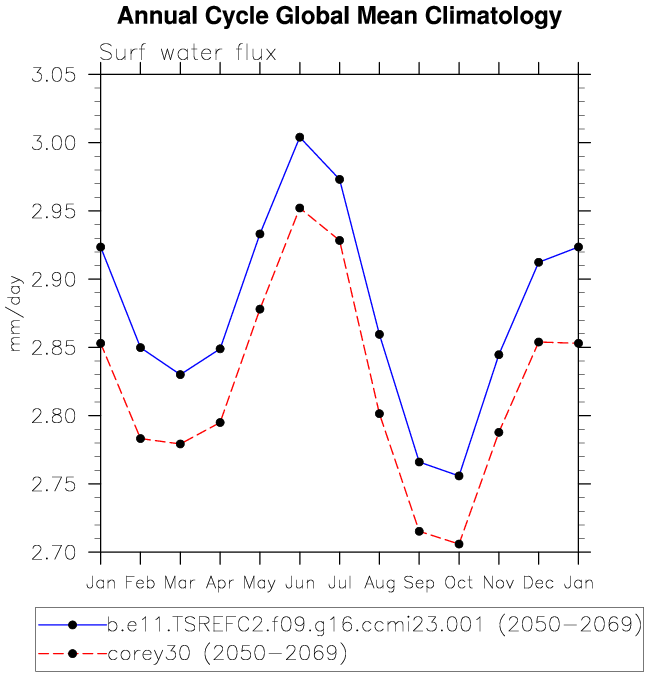 Annual Cycle Global Mean Climatology
Surf water flux
3.05
3.00
2.95
2.90
2.85
2.80
2.75
2.70
mm/day
Jan Feb Mar Apr May Jun Jul Aug Sep Oct Nov Dec Jan
b.e11.TSREFC2.f09.g16.ccmi23.001 (2050-2069)
corey30 (2050-2069)